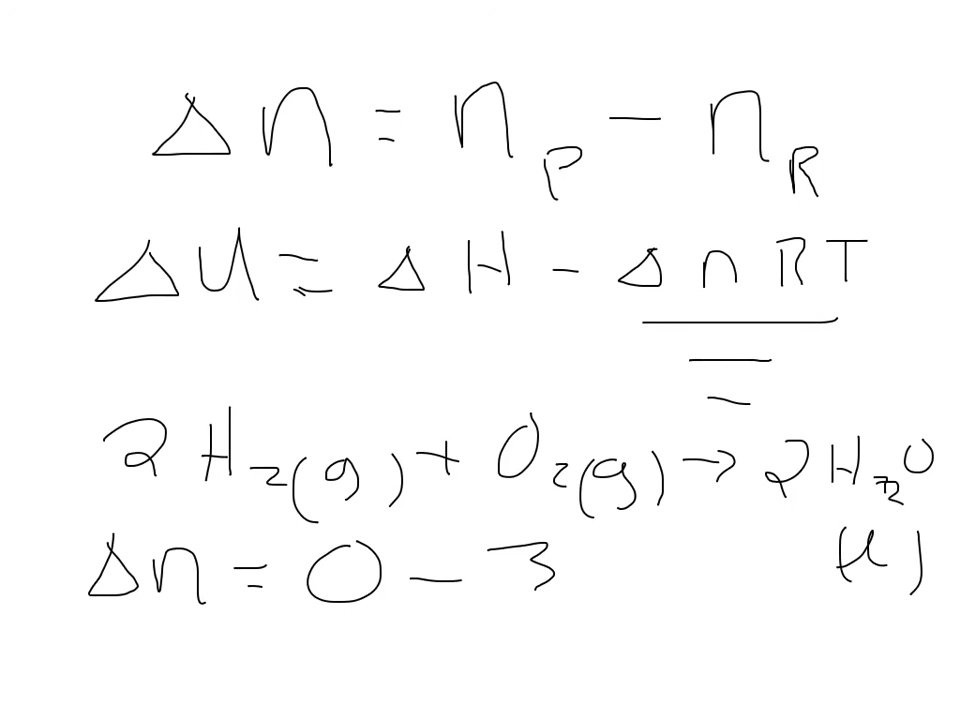 Δn = n_P - n_R
ΔU = ΔH - ΔnRT
2H₂(g) + O₂(g) → 2H₂O
(l)
Δn = 0 - 3